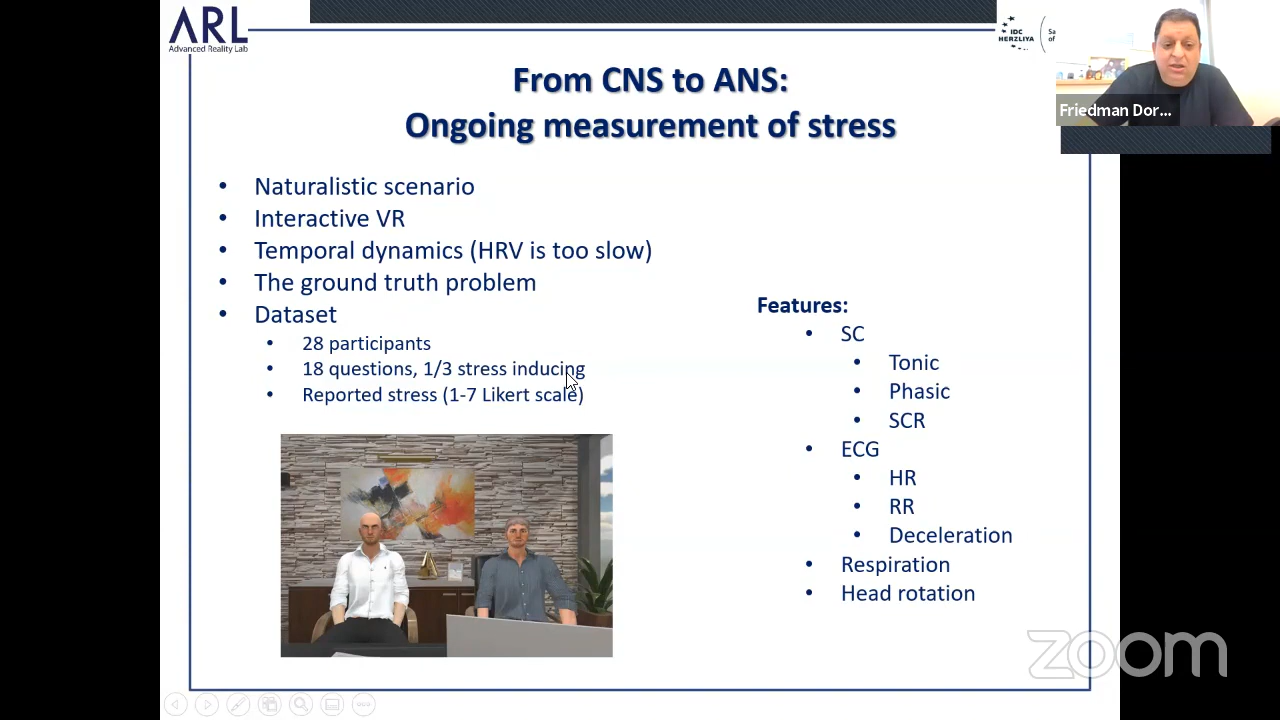 ARL
Advanced Reality Lab
IDC
HERZLIYA
Sa
of
Friedman Dor...
From CNS to ANS:
Ongoing measurement of stress
• Naturalistic scenario
• Interactive VR
• Temporal dynamics (HRV is too slow)
• The ground truth problem
• Dataset
• 28 participants
• 18 questions, 1/3 stress inducing
• Reported stress (1-7 Likert scale)
Features:
• SC
• Tonic
• Phasic
• SCR
• ECG
• HR
• RR
• Deceleration
• Respiration
• Head rotation
zoom